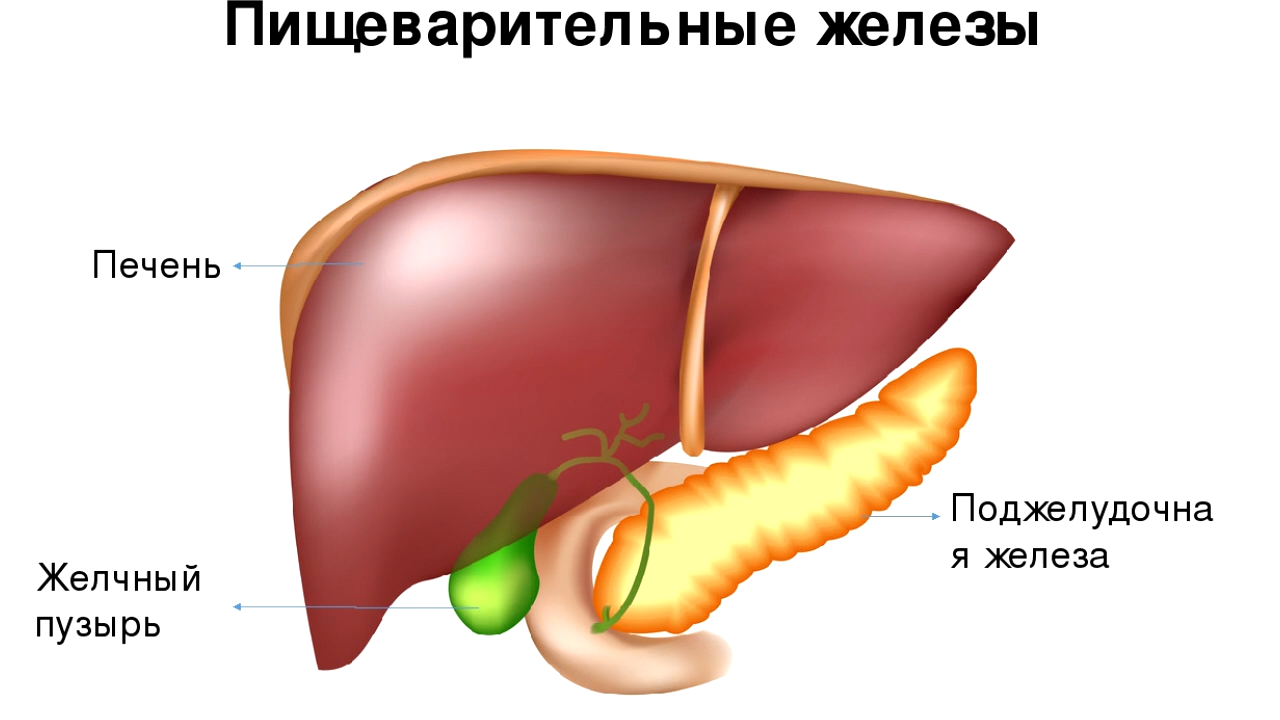 Пищеварительные железы
Печень
Поджелудочна
я железа
Желчный
пузырь